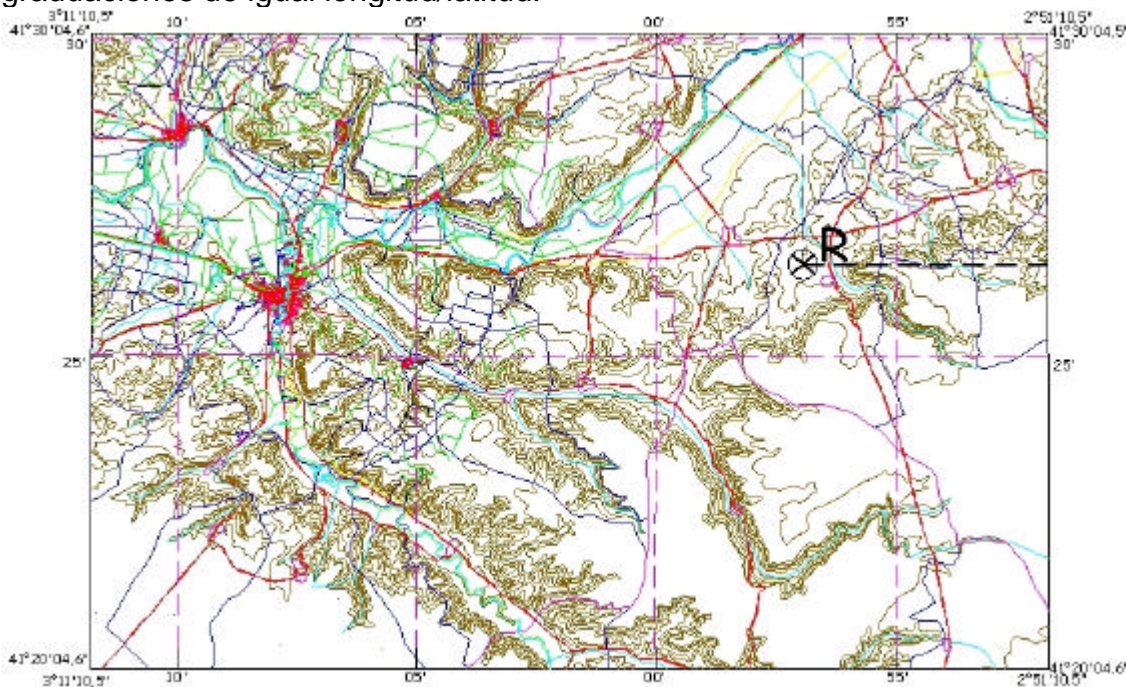 graduaciones de igual longitud/latitud.
3°11'10,5" 10' 05' 00' 55' 2°51'10,5"
41°30'04,6" 41°30'04,5"
30' 30'
R
25' 25'
41°20'04,6" 41°20'04,6"
3°11'10,5" 10' 05' 00' 55' 2°51'10,5"